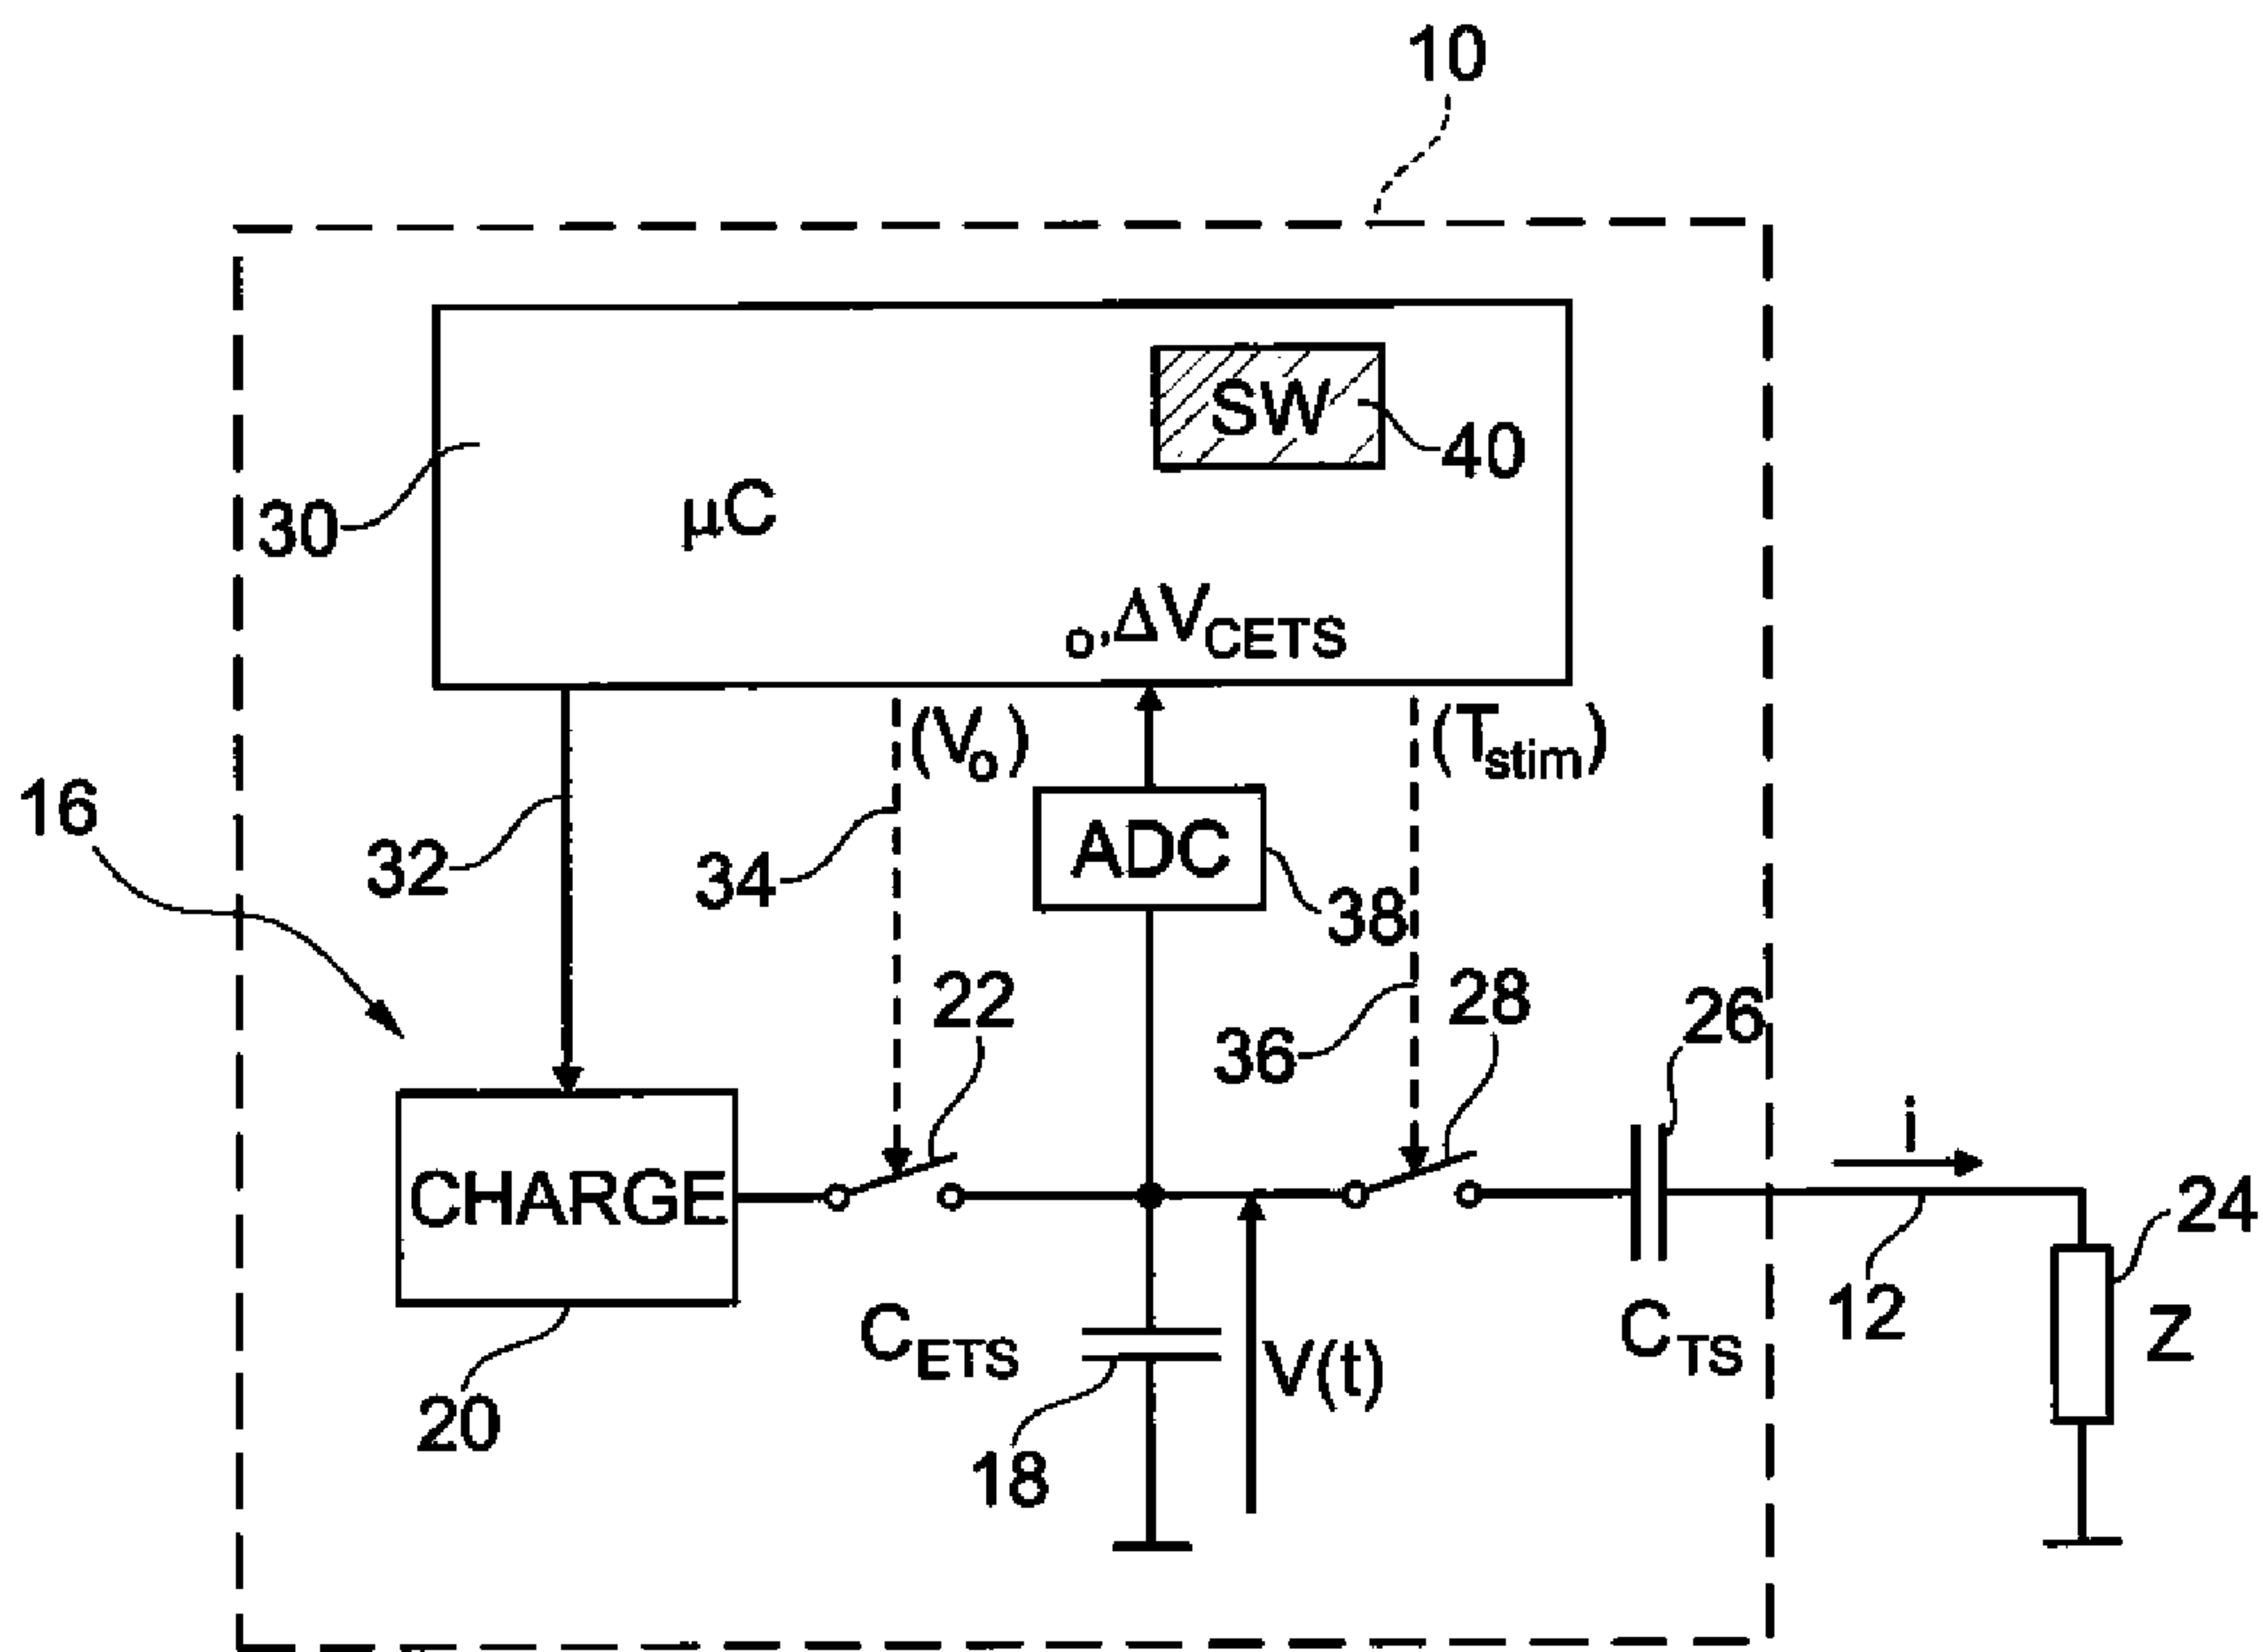 10
SW
40
30
µC
o,ΔVCETS
(Vo)
(Tstim)
16
32
34
ADC
38
22
28
26
36
i
CHARGE
24
CETS
V(t)
CTS
12
Z
20
18